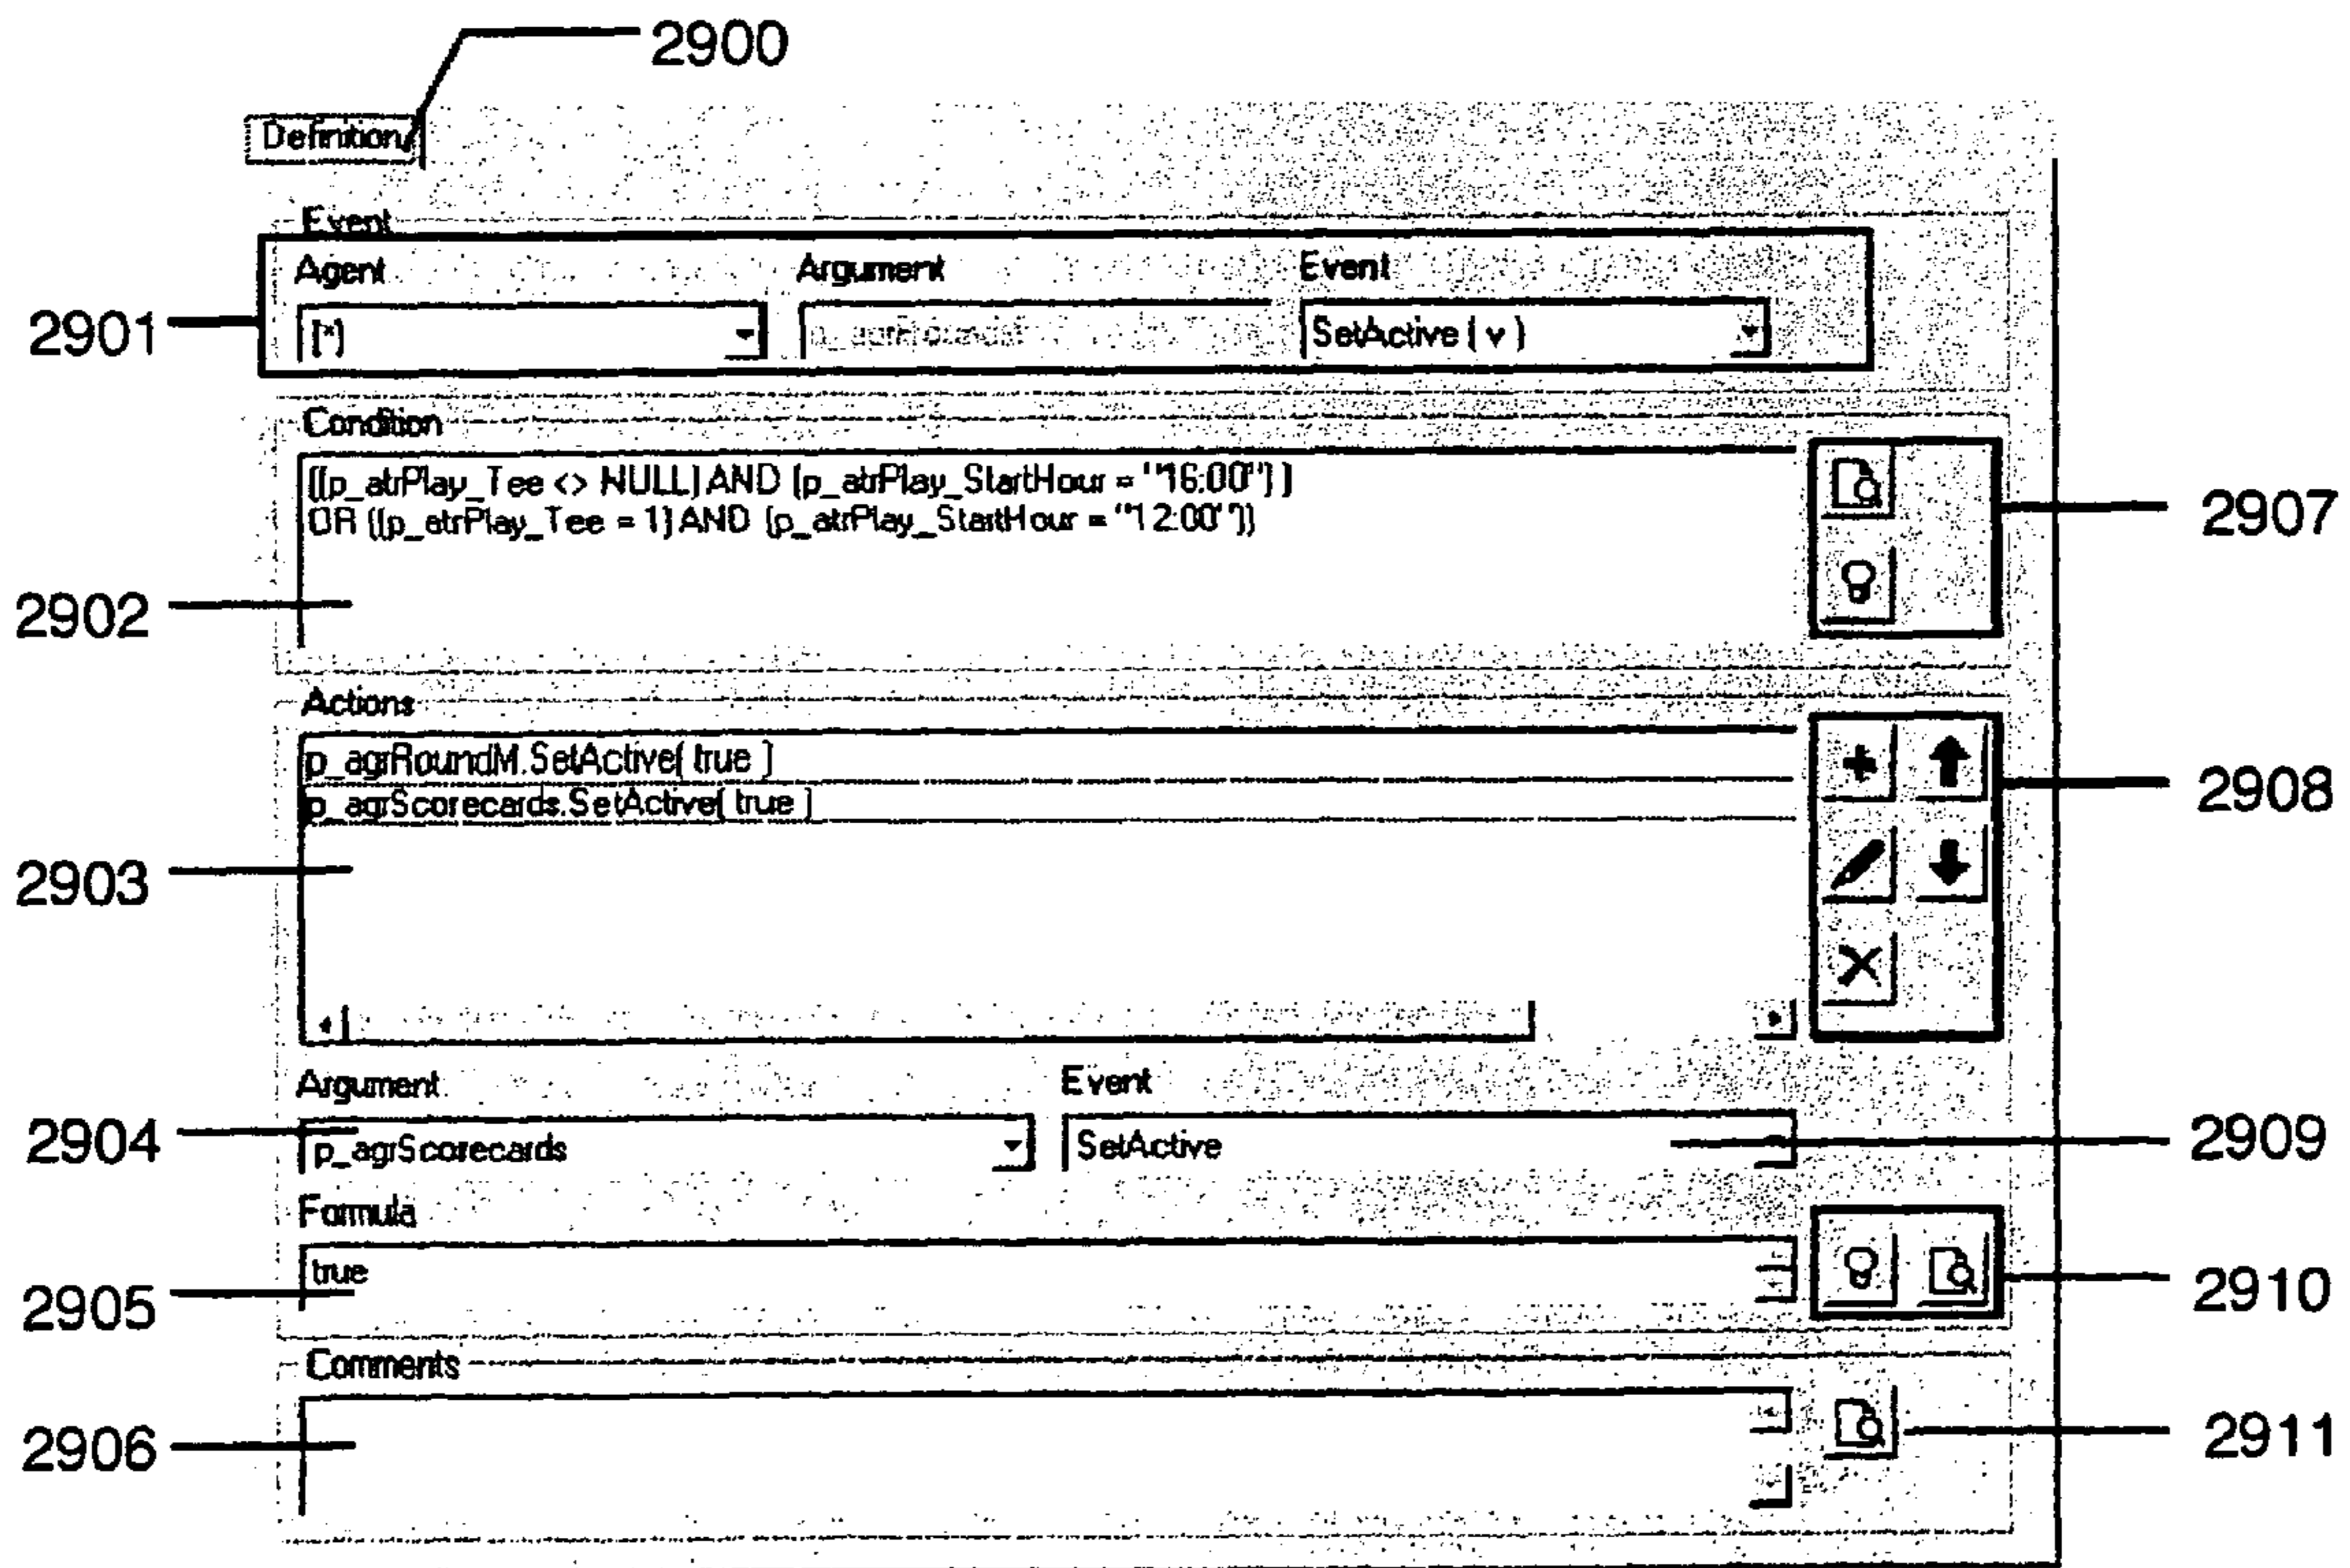 2900
Definition
Event
Agent Argument Event
2901
[*] SetActive ( v )
Condition
([p_atrPlay_Tee <> NULL] AND [p_atrPlay_StartHour = "16:00"] )
OR ([p_atrPlay_Tee = 1] AND [p_atrPlay_StartHour = "12:00"])
2907
2902
Actions
p_agrRoundM.SetActive( true )
p_agrScorecards.SetActive( true )
2908
2903
Argument Event
2904
p_agrScorecards SetActive
2909
Formula
true
2905
2910
Comments
2906
2911